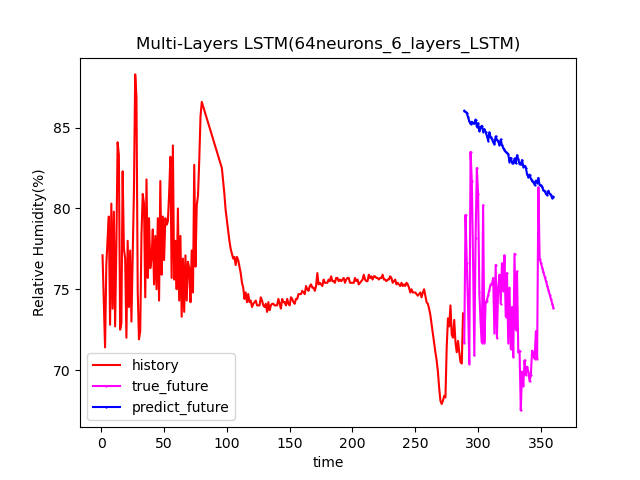 Multi-Layers LSTM(64neurons_6_layers_LSTM)
Relative Humidity(%)
85
80
75
70
history
true_future
predict_future
0 50 100 150 200 250 300 350
time